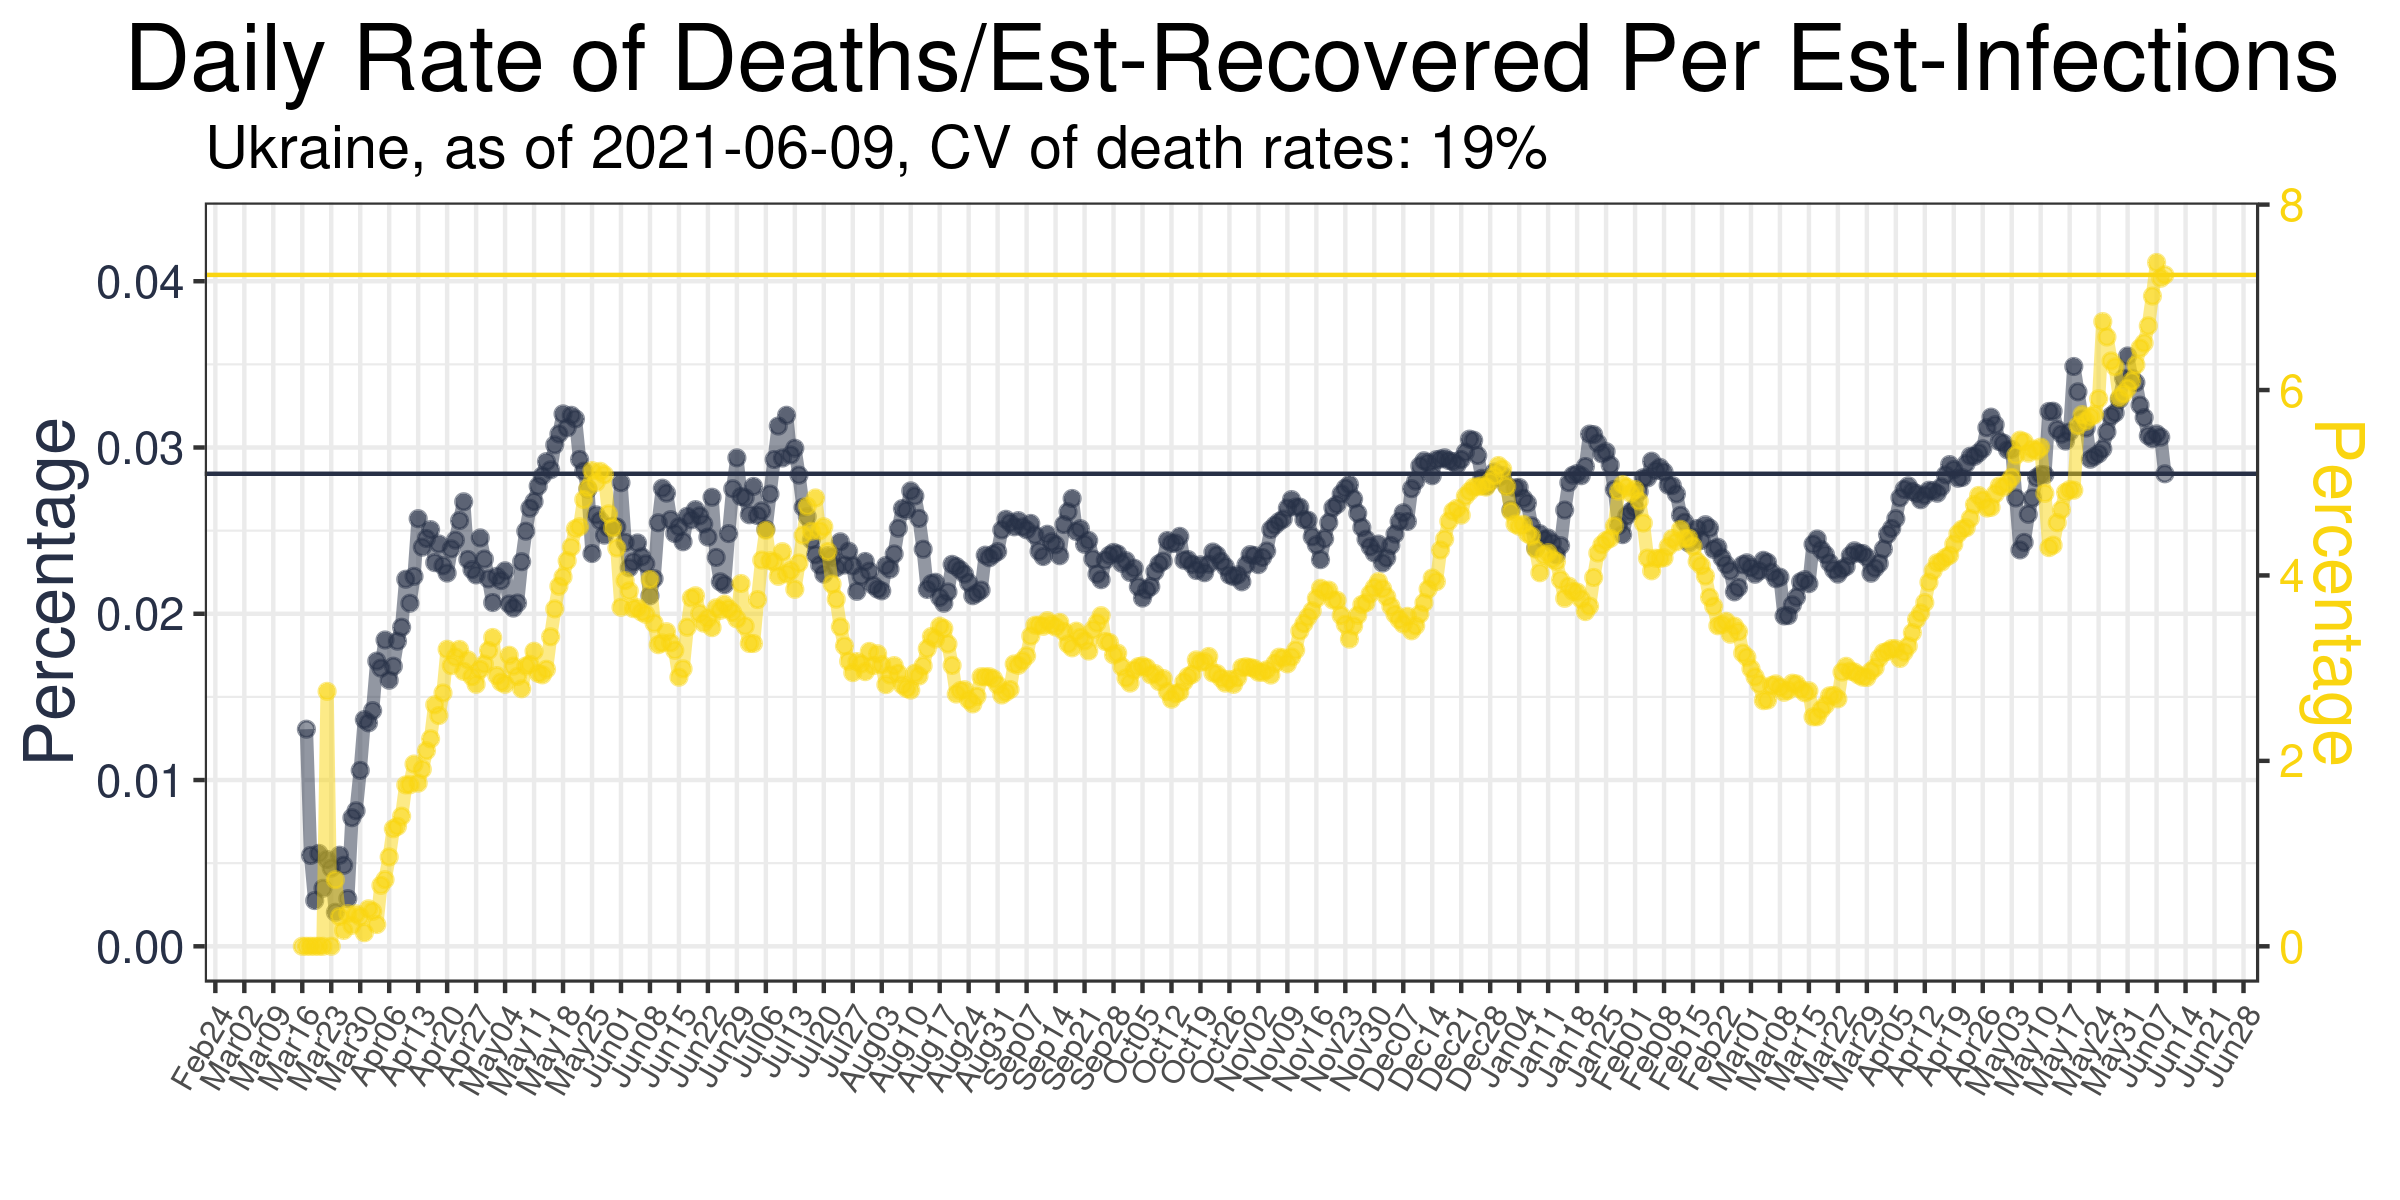 Daily Rate of Deaths/Est-Recovered Per Est-Infections
Ukraine, as of 2021-06-09, CV of death rates: 19%
Percentage
0.04
0.03
0.02
0.01
0.00
8
6
4
2
0
Percentage
Feb24 Mar02 Mar09 Mar16 Mar23 Mar30 Apr06 Apr13 Apr20 Apr27 May04 May11 May18 May25 Jun01 Jun08 Jun15 Jun22 Jun29 Jul06 Jul13 Jul20 Jul27 Aug03 Aug10 Aug17 Aug24 Aug31 Sep07 Sep14 Sep21 Sep28 Oct05 Oct12 Oct19 Oct26 Nov02 Nov09 Nov16 Nov23 Nov30 Dec07 Dec14 Dec21 Dec28 Jan04 Jan11 Jan18 Jan25 Feb01 Feb08 Feb15 Feb22 Mar01 Mar08 Mar15 Mar22 Mar29 Apr05 Apr12 Apr19 Apr26 May03 May10 May17 May24 May31 Jun07 Jun14 Jun21 Jun28